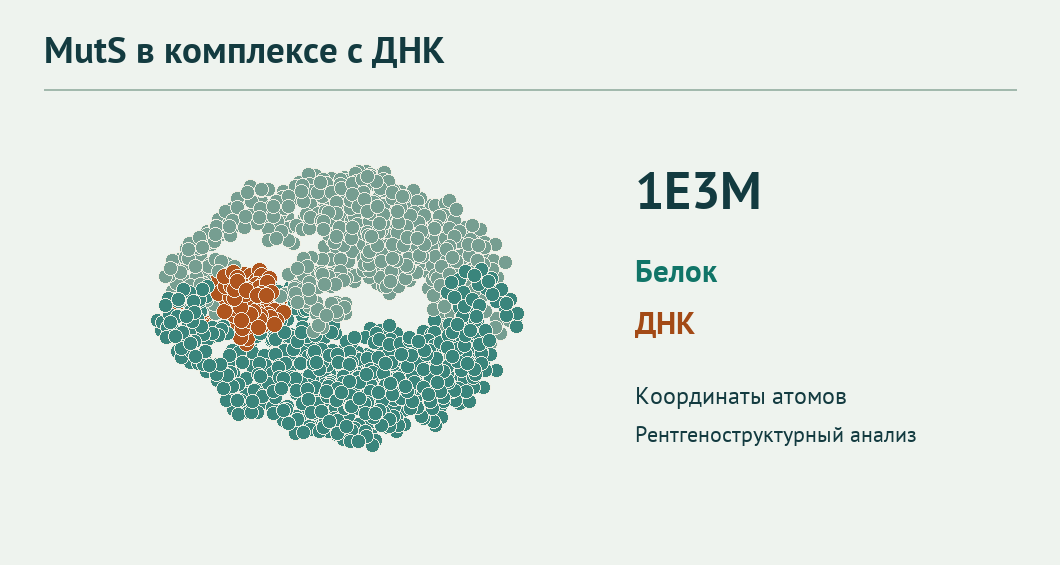 MutS в комплексе с ДНК
1E3M
Белок
ДНК
Координаты атомов
Рентгеноструктурный анализ